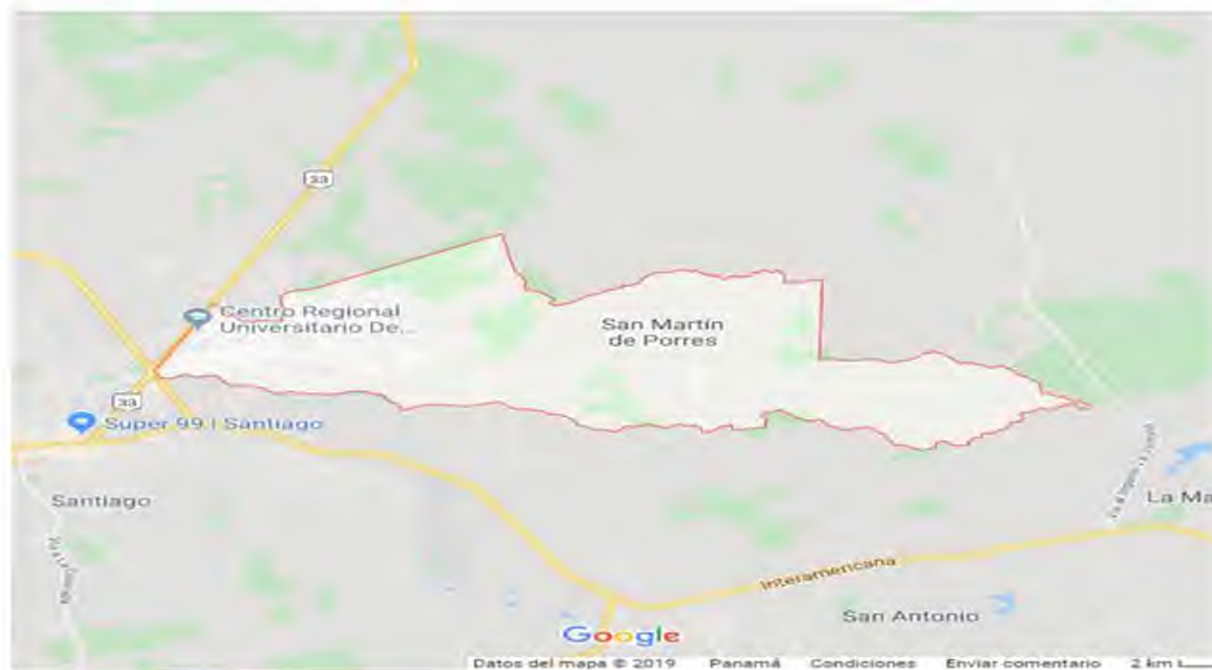 33
Centro Regional
Universitario De...
San Martín
de Porres
33
Super 99 | Santiago
Santiago
La Ma
Interamericana
San Antonio
Google
Datos del mapa © 2019 Panamá Condiciones Enviar comentario 2 km